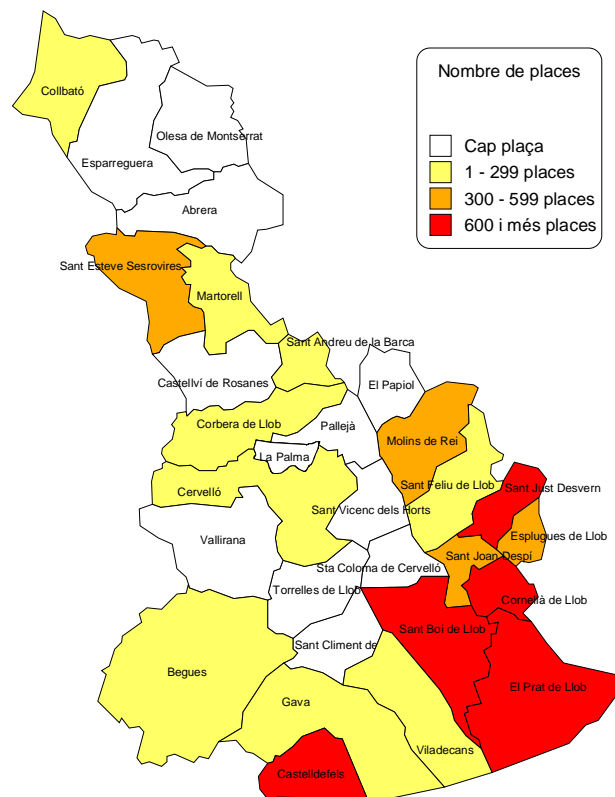 Nombre de places
Cap plaça
1 - 299 places
300 - 599 places
600 i més places
Collbató
Olesa de Montserrat
Esparreguera
Abrera
Sant Esteve Sesrovires
Martorell
Sant Andreu de la Barca
Castellví de Rosanes
El Papiol
Corbera de Llob
Pallejà
Molins de Rei
La Palma
Cervelló
Sant Feliu de Llob
Sant Just Desvern
Sant Vicenc dels Horts
Vallirana
Esplugues de Llob
Sant Joan Despí
Sta Coloma de Cervelló
Torrelles de Llob
Cornellà de Llob
Sant Boi de Llob
Sant Climent de
Begues
El Prat de Llob
Gava
Viladecans
Castelldefels